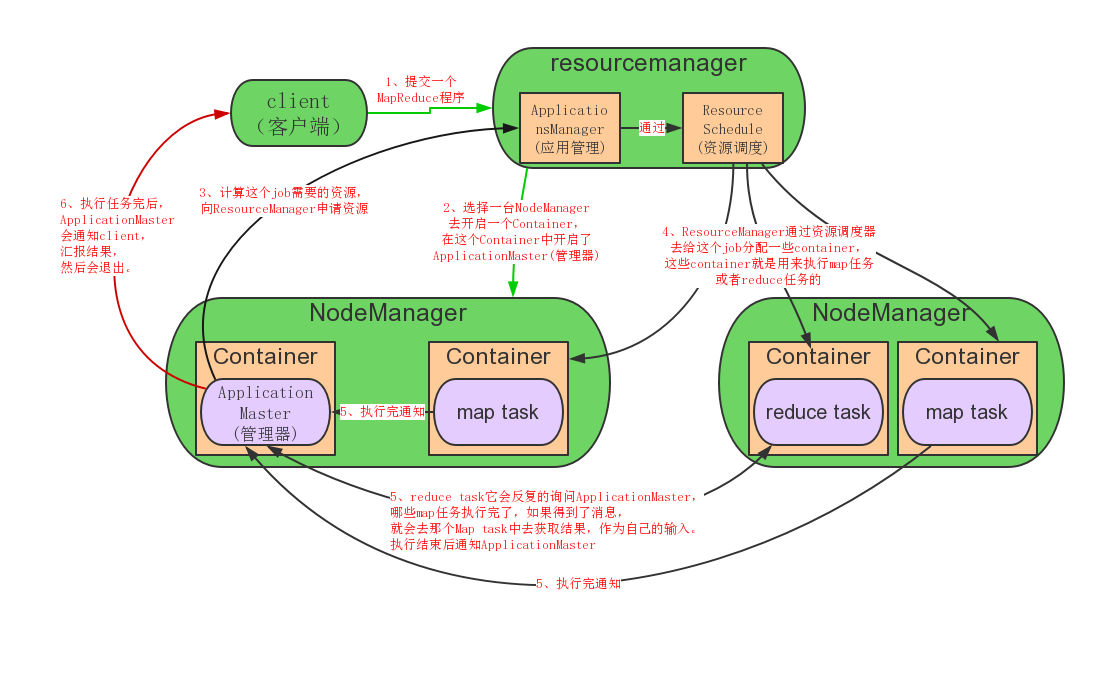 resourcemanager
client
（客户端）
1、提交一个
MapReduce程序
Applicatio
nsManager
(应用管理)
通过
Resource
Schedule
(资源调度)
6、执行任务完后，
ApplicationMaster
会通知client，
汇报结果，
然后会退出。
3、计算这个job需要的资源，
向ResourceManager申请资源
2、选择一台NodeManager
去开启一个Container，
在这个Container中开启了
ApplicationMaster(管理器)
4、ResourceManager通过资源调度器
去给这个job分配一些container，
这些container就是用来执行map任务
或者reduce任务的
NodeManager
Container
Application
Master
(管理器)
5、执行完通知
Container
map task
NodeManager
Container
reduce task
Container
map task
5、reduce task它会反复的询问ApplicationMaster，
哪些map任务执行完了，如果得到了消息，
就会去那个Map task中去获取结果，作为自己的输入。
执行结束后通知ApplicationMaster
5、执行完通知